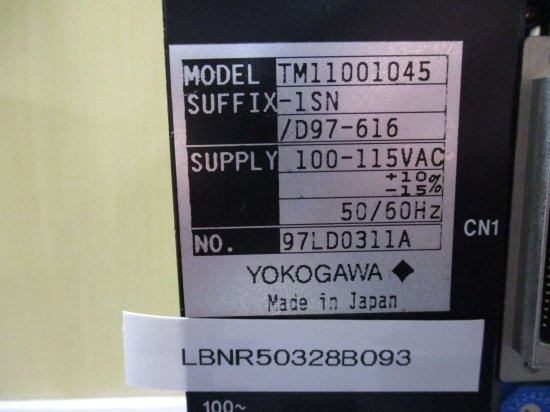 MODEL TM11001045
SUFFIX -1SN
/D97-616
SUPPLY 100-115VAC
+10%
-15%
50/60Hz
NO. 97LD0311A
CN1
YOKOGAWA
Made in Japan
LBNR50328B093
100~